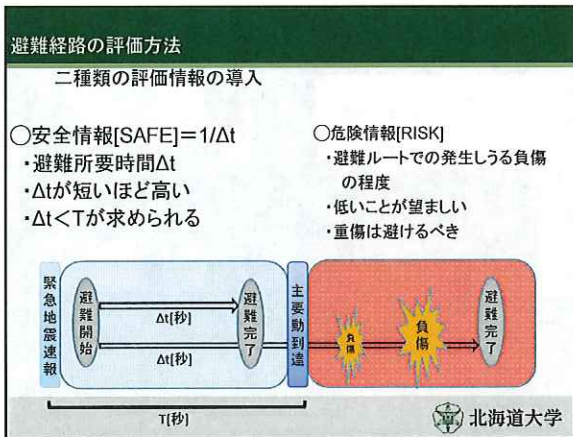 避難経路の評価方法
二種類の評価情報の導入
○安全情報[SAFE]=1/Δt
・避難所要時間Δt
・Δtが短いほど高い
・Δt<Tが求められる
○危険情報[RISK]
・避難ルートでの発生しうる負傷
の程度
・低いことが望ましい
・重傷は避けるべき
緊急地震速報
避難開始
Δt[秒]
Δt[秒]
避難完了
主要動到達
負傷
負傷
避難完了
T[秒]
北海道大学